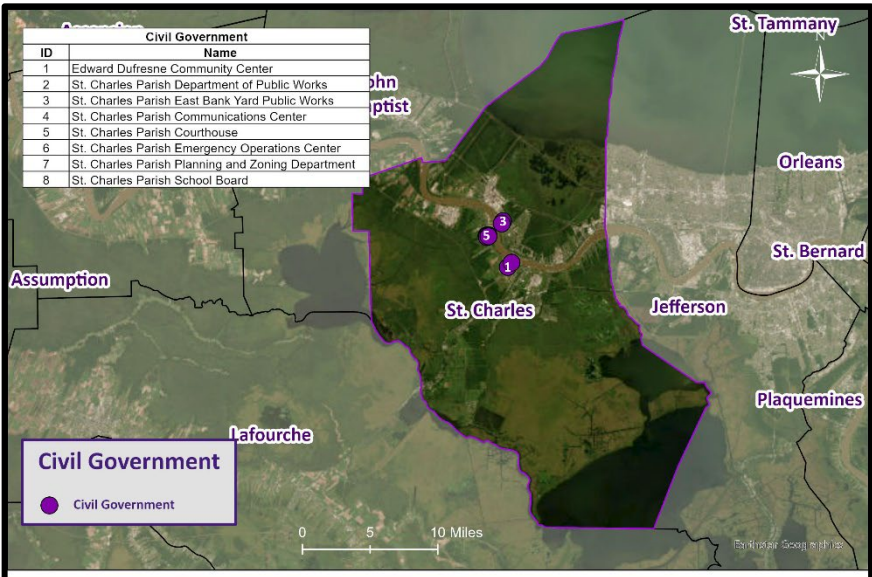 Ascension
St. Tammany
N
Civil Government
ID Name
1 Edward Dufresne Community Center
2 St. Charles Parish Department of Public Works
3 St. Charles Parish East Bank Yard Public Works
4 St. Charles Parish Communications Center
5 St. Charles Parish Courthouse
6 St. Charles Parish Emergency Operations Center
7 St. Charles Parish Planning and Zoning Department
8 St. Charles Parish School Board
Orleans
3
5
St. Bernard
1
Assumption
St. Charles
Jefferson
Plaquemines
Lafourche
Civil Government
Civil Government
0 5 10 Miles
Earthstar Geographics